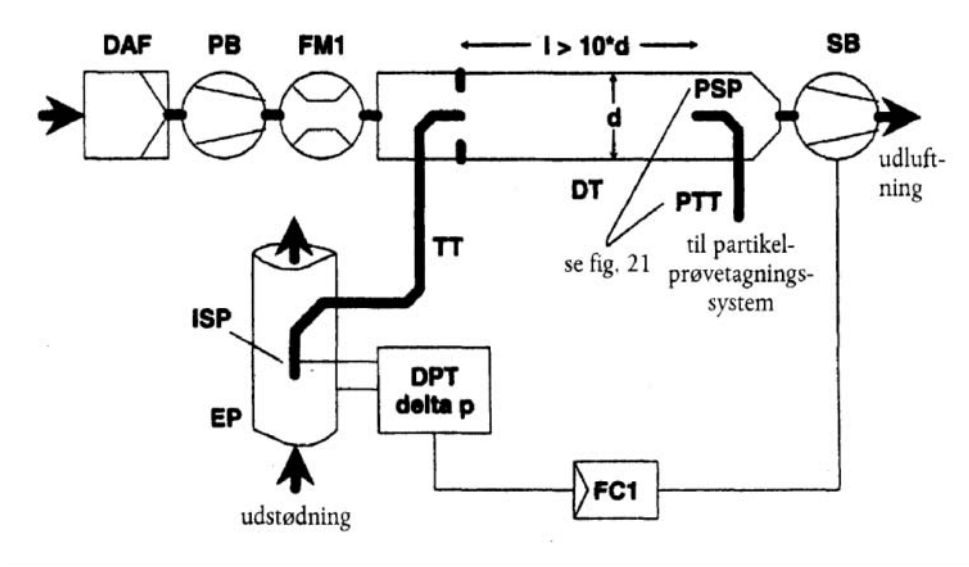 DAF
PB
FM1
l > 10*d
SB
PSP
d
udluft-
ning
DT
PTT
TT
se fig. 21
til partikel-
prøvetagnings-
system
ISP
DPT
delta p
EP
FC1
udstødning